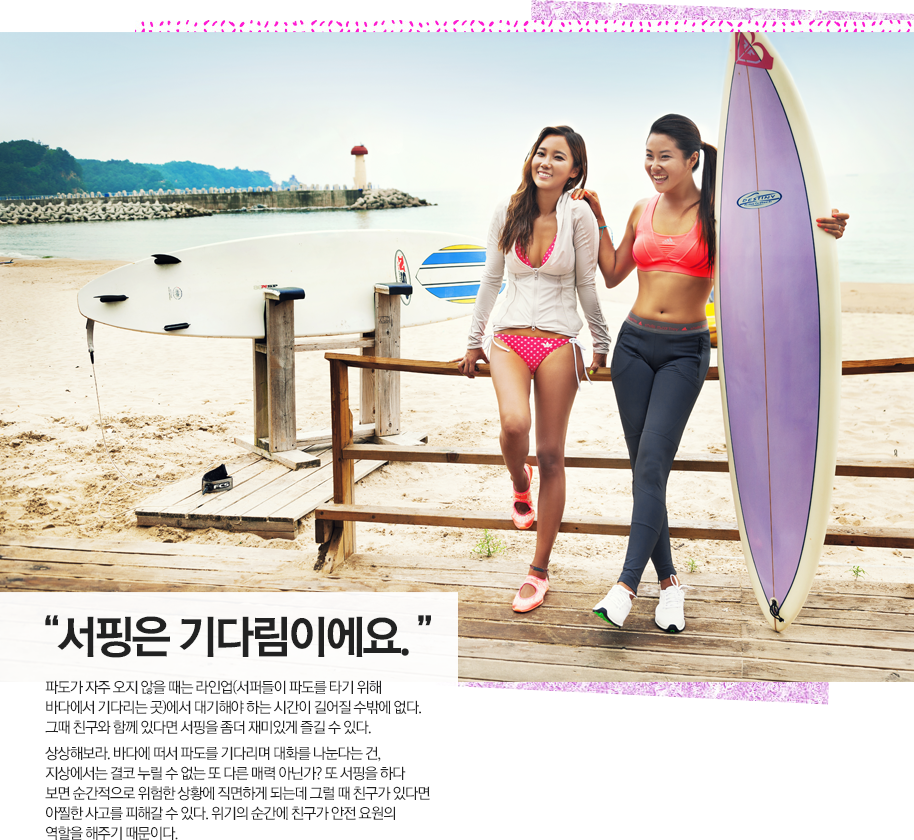 DESTINY
FCS
“서핑은 기다림이에요.”
파도가 자주 오지 않을 때는 라인업(서퍼들이 파도를 타기 위해
바다에서 기다리는 곳)에서 대기해야 하는 시간이 길어질 수밖에 없다.
그때 친구와 함께 있다면 서핑을 좀더 재미있게 즐길 수 있다.
상상해보라. 바다에 떠서 파도를 기다리며 대화를 나눈다는 건,
지상에서는 결코 누릴 수 없는 또 다른 매력 아닌가? 또 서핑을 하다
보면 순간적으로 위험한 상황에 직면하게 되는데 그럴 때 친구가 있다면
아찔한 사고를 피해갈 수 있다. 위기의 순간에 친구가 안전 요원의
역할을 해주기 때문이다.